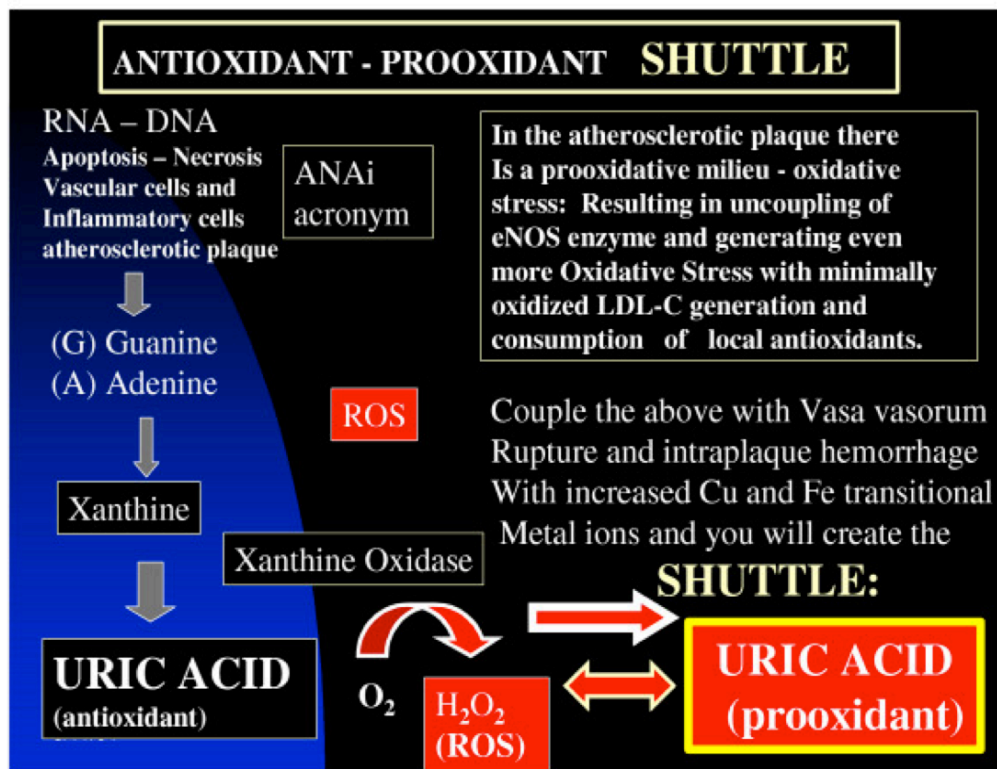 ANTIOXIDANT - PROOXIDANT SHUTTLE
RNA – DNA
Apoptosis – Necrosis
Vascular cells and
Inflammatory cells
atherosclerotic plaque
ANAi
acronym
In the atherosclerotic plaque there
Is a prooxidative milieu - oxidative
stress: Resulting in uncoupling of
eNOS enzyme and generating even
more Oxidative Stress with minimally
oxidized LDL-C generation and
consumption of local antioxidants.
(G) Guanine
(A) Adenine
ROS
Couple the above with Vasa vasorum
Rupture and intraplaque hemorrhage
With increased Cu and Fe transitional
Metal ions and you will create the
SHUTTLE:
Xanthine
Xanthine Oxidase
URIC ACID
(antioxidant)
O₂
H₂O₂
(ROS)
URIC ACID
(prooxidant)